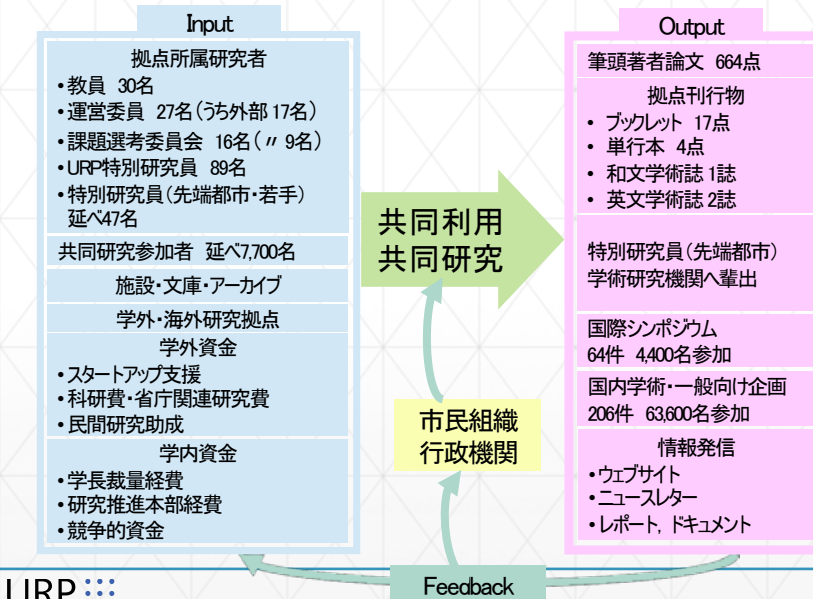 Input
拠点所属研究者
•教員 30名
•運営委員 27名(うち外部 17名)
•課題選考委員会 16名(〃 9名)
•URP特別研究員 89名
•特別研究員(先端都市・若手)
延べ47名
共同研究参加者 延べ7,700名
施設・文庫・アーカイブ
学外・海外研究拠点
学外資金
•スタートアップ支援
•科研費・省庁関連研究費
•民間研究助成
学内資金
•学長裁量経費
•研究推進本部経費
•競争的資金
共同利用
共同研究
市民組織
行政機関
Output
筆頭著者論文 664点
拠点刊行物
• ブックレット 17点
• 単行本 4点
• 和文学術誌 1誌
• 英文学術誌 2誌
特別研究員(先端都市)
学術研究機関へ輩出
国際シンポジウム
64件 4,400名参加
国内学術・一般向け企画
206件 63,600名参加
情報発信
•ウェブサイト
•ニュースレター
•レポート, ドキュメント
Feedback
URP